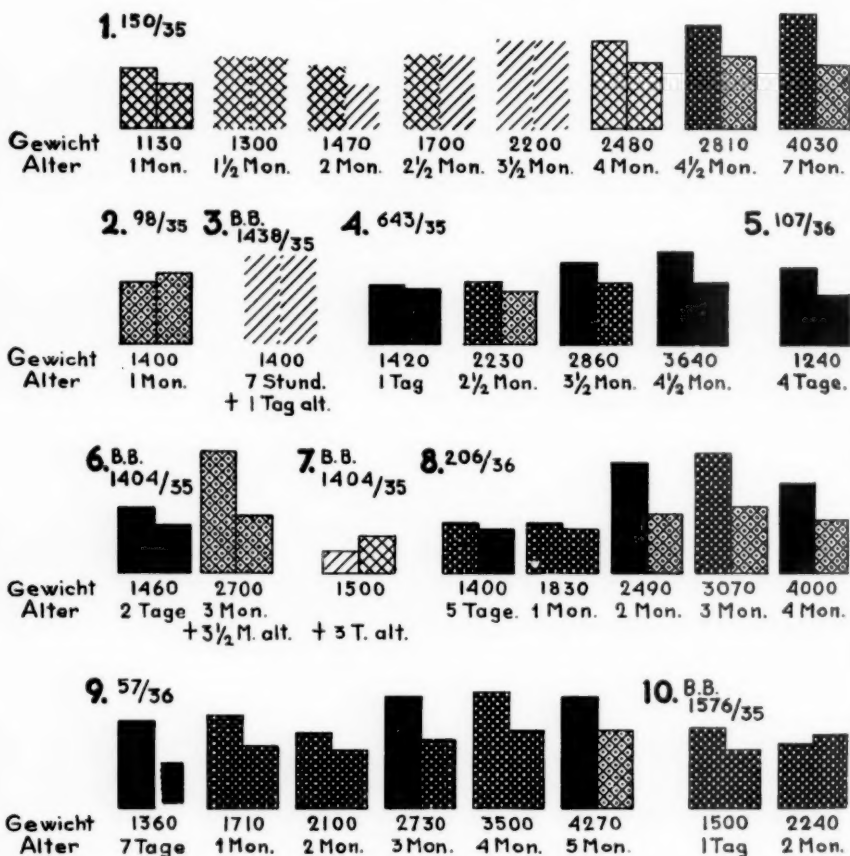 1. 150/35
Gewicht 1130 1300 1470 1700 2200 2480 2810 4030
Alter 1 Mon. 1½ Mon. 2 Mon. 2½ Mon. 3½ Mon. 4 Mon. 4½ Mon. 7 Mon.
2. 98/35 3. B.B. 1438/35 4. 643/35 5. 107/36
Gewicht 1400 1400 1420 2230 2860 3640 1240
Alter 1 Mon. 7 Stund. 1 Tag 2½ Mon. 3½ Mon. 4½ Mon. 4 Tage.
+ 1 Tag alt.
6. B.B. 1404/35 7. B.B. 1404/35 8. 206/36
Gewicht 1460 2700 1500 1400 1830 2490 3070 4000
Alter 2 Tage 3 Mon. 5 Tage. 1 Mon. 2 Mon. 3 Mon. 4 Mon.
+3½ M. alt. + 3 T. alt.
9. 57/36 10. B.B. 1576/35
Gewicht 1360 1710 2100 2730 3500 4270 1500 2240
Alter 7 Tage 1 Mon. 2 Mon. 3 Mon. 4 Mon. 5 Mon. 1 Tag 2 Mon.